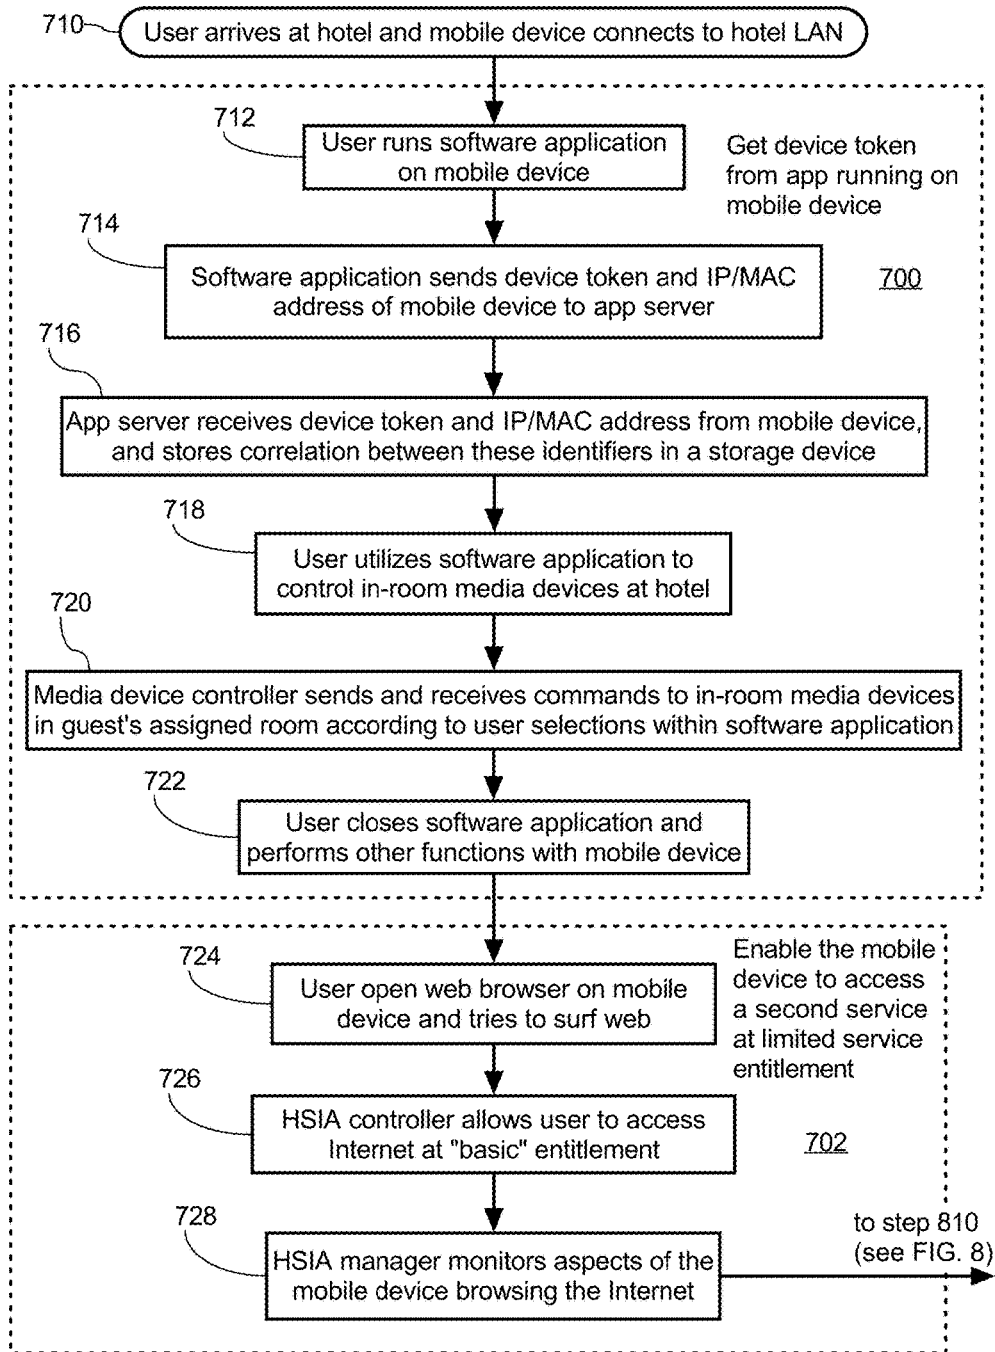 710
User arrives at hotel and mobile device connects to hotel LAN
712
User runs software application
on mobile device
Get device token
from app running on
mobile device
714
Software application sends device token and IP/MAC
address of mobile device to app server
700
716
App server receives device token and IP/MAC address from mobile device,
and stores correlation between these identifiers in a storage device
718
User utilizes software application to
control in-room media devices at hotel
720
Media device controller sends and receives commands to in-room media devices
in guest's assigned room according to user selections within software application
722
User closes software application and
performs other functions with mobile device
724
User open web browser on mobile
device and tries to surf web
Enable the mobile
device to access
a second service
at limited service
entitlement
726
HSIA controller allows user to access
Internet at "basic" entitlement
702
728
HSIA manager monitors aspects of the
mobile device browsing the Internet
to step 810
(see FIG. 8)